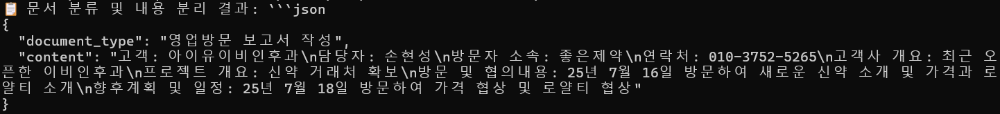 📋 문서 분류 및 내용 분리 결과: ```json
{
  "document_type": "영업방문 보고서 작성",
  "content": "고객: 아이유이비인후과\n담당자: 손현성\n방문자 소속: 좋은제약\n연락처: 010-3752-5265\n고객사 개요: 최근 오
픈한 이비인후과\n프로젝트 개요: 신약 거래처 확보\n방문 및 협의내용: 25년 7월 16일 방문하여 새로운 신약 소개 및 가격과 로
얄티 소개\n향후계획 및 일정: 25년 7월 18일 방문하여 가격 협상 및 로얄티 협상"
}